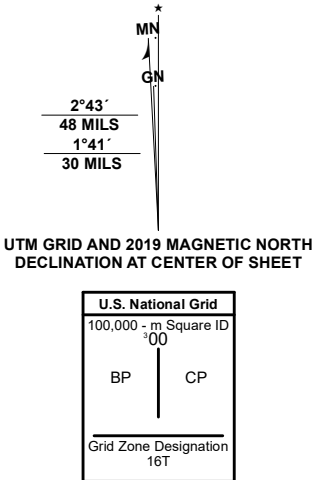 ★
MN
GN
2°43´
48 MILS
1°41´
30 MILS
UTM GRID AND 2019 MAGNETIC NORTH
DECLINATION AT CENTER OF SHEET
U.S. National Grid
100,000 - m Square ID
³00
BP CP
Grid Zone Designation
16T